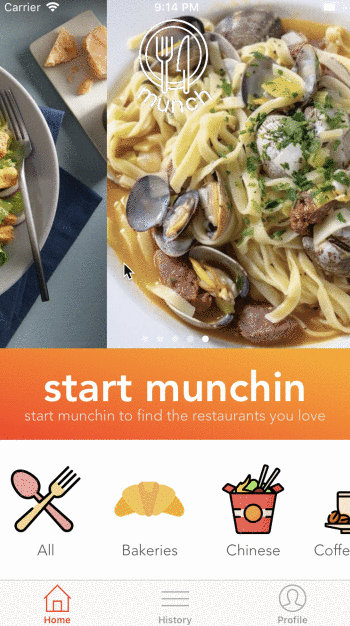 Carrier 9:14 PM
munch
start munchin
start munchin to find the restaurants you love
All Bakeries Chinese Coffe
Home History Profile